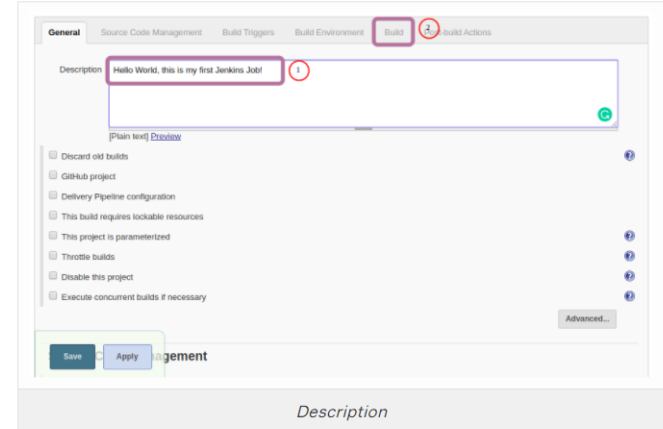 General Source Code Management Build Triggers Build Environment Build 2 Post-build Actions
Description Hello World, this is my first Jenkins Job! 1
[Plain text] Preview
Discard old builds
GitHub project
Delivery Pipeline configuration
This build requires lockable resources
This project is parameterized
Throttle builds
Disable this project
Execute concurrent builds if necessary
Advanced...
Save Apply agement
Description